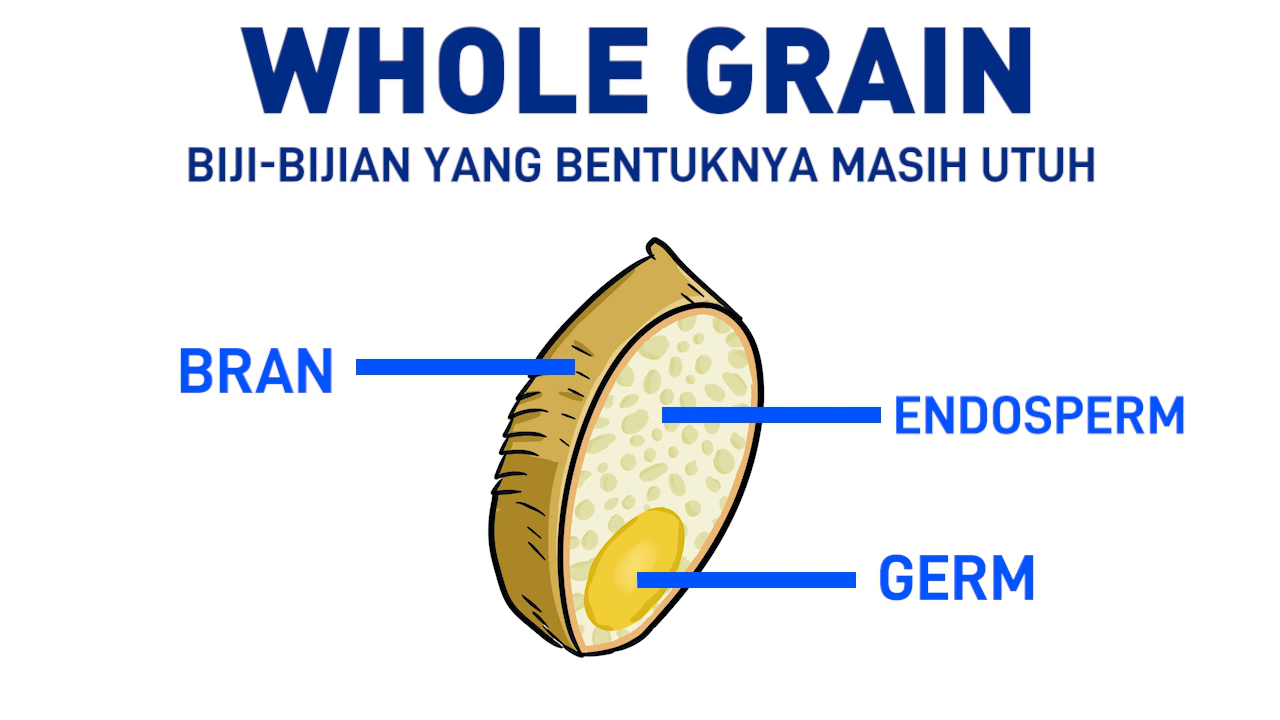 WHOLE GRAIN
BIJI-BIJIAN YANG BENTUKNYA MASIH UTUH
BRAN
ENDOSPERM
GERM